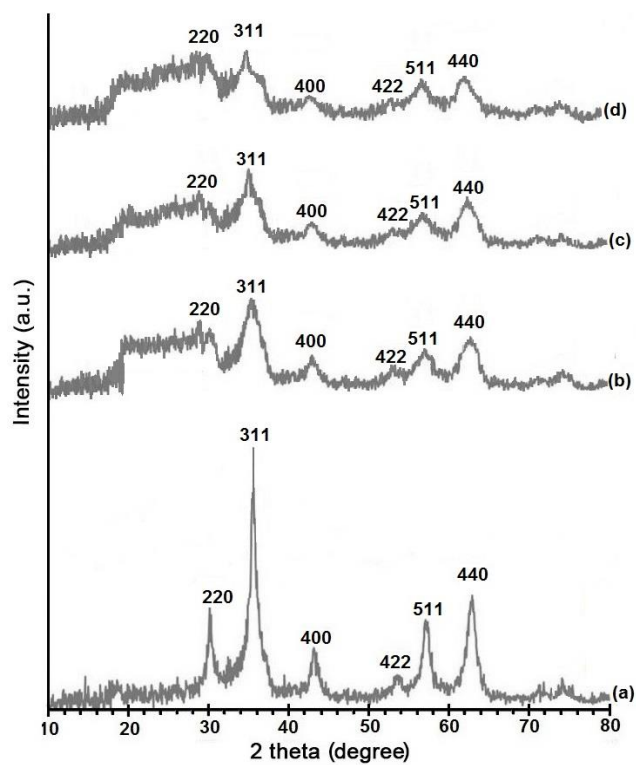 220 311 400 422 511 440 (d)
220 311 400 422 511 440 (c)
220 311 400 422 511 440 (b)
220 311 400 422 511 440 (a)
Intensity (a.u.)
10 20 30 40 50 60 70 80
2 theta (degree)